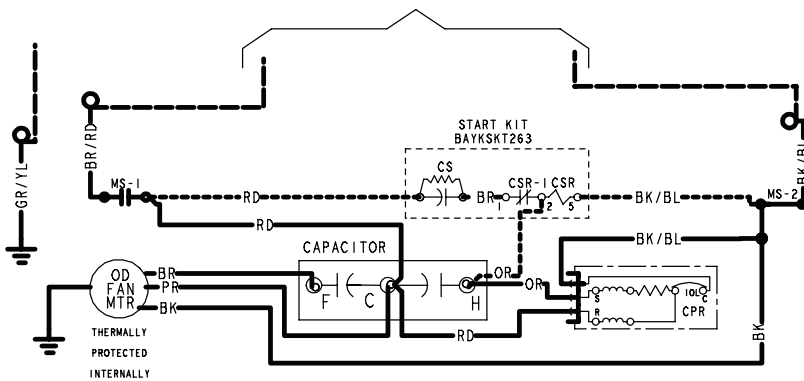 START KIT
BAYKSKT263
CS
BR
CSR-1
CSR
1
2
5
BR/RD
GR/YL
MS-1
RD
BK/BL
MS-2
BK/BL
RD
BK/BL
CAPACITOR
OR
OR
F
C
H
OD
FAN
MTR
BR
PR
BK
THERMALLY
PROTECTED
INTERNALLY
S
R
IOL
C
CPR
RD
BK